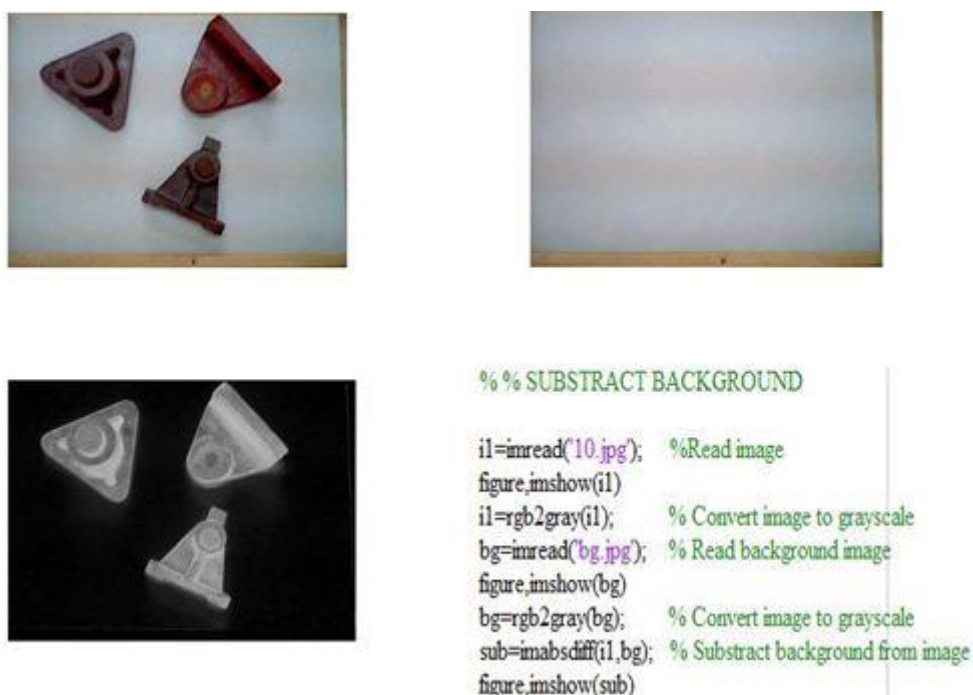 % % SUBSTRACT BACKGROUND
i1=imread('10.jpg');    %Read image
figure,imshow(i1)
i1=rgb2gray(i1);    % Convert image to grayscale
bg=imread('bg.jpg');    % Read background image
figure,imshow(bg)
bg=rgb2gray(bg);    % Convert image to grayscale
sub=imabsdiff(i1,bg);    % Substract background from image
figure,imshow(sub)